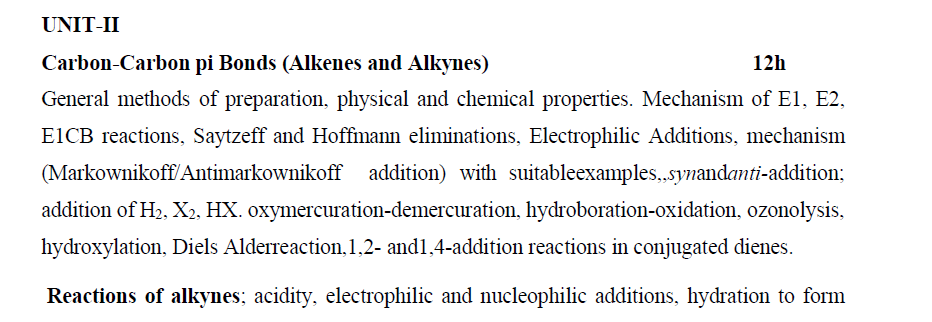 UNIT-II
Carbon-Carbon pi Bonds (Alkenes and Alkynes) 12h
General methods of preparation, physical and chemical properties. Mechanism of E1, E2,
E1CB reactions, Saytzeff and Hoffmann eliminations, Electrophilic Additions, mechanism
(Markownikoff/Antimarkownikoff addition) with suitableexamples,,synandanti-addition;
addition of H₂, X₂, HX. oxymercuration-demercuration, hydroboration-oxidation, ozonolysis,
hydroxylation, Diels Alderreaction,1,2- and1,4-addition reactions in conjugated dienes.
Reactions of alkynes; acidity, electrophilic and nucleophilic additions, hydration to form